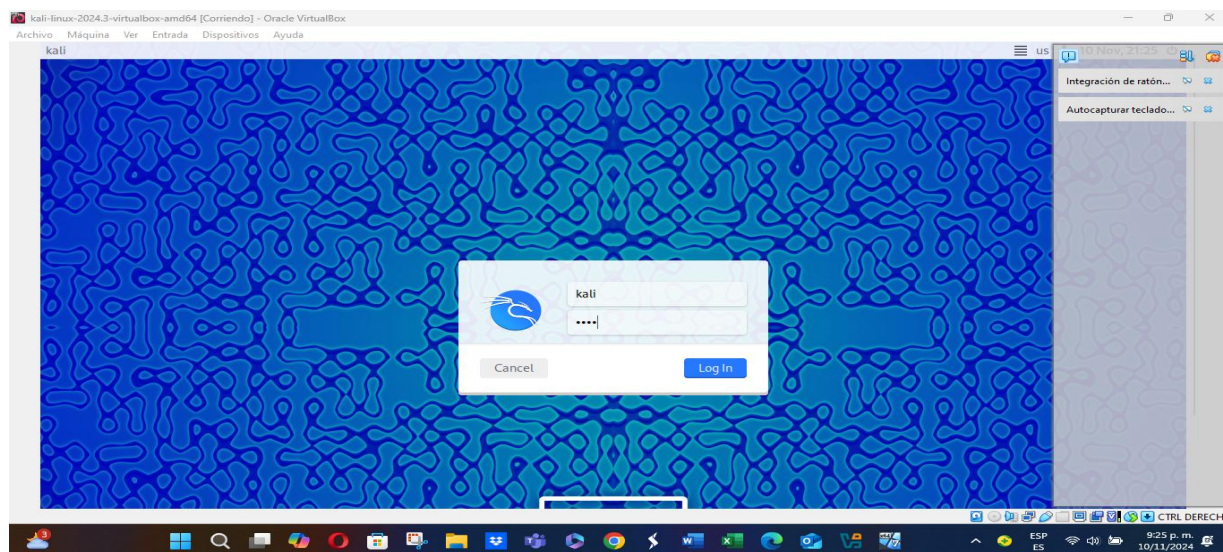 kali-linux-2024.3-virtualbox-amd64 [Corriendo] - Oracle VirtualBox
Archivo Máquina Ver Entrada Dispositivos Ayuda
kali
us
10 Nov, 21:25
Integración de ratón...
Autocapturar teclado...
kali
••••
Cancel
Log In
CTRL DERECH
ESP
ES
9:25 p. m.
10/11/2024